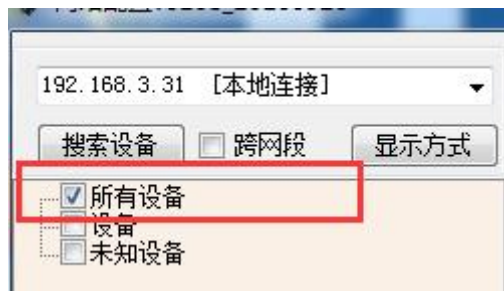 192.168.3.31 [本地连接]
搜索设备 跨网段 显示方式
所有设备
设备
未知设备